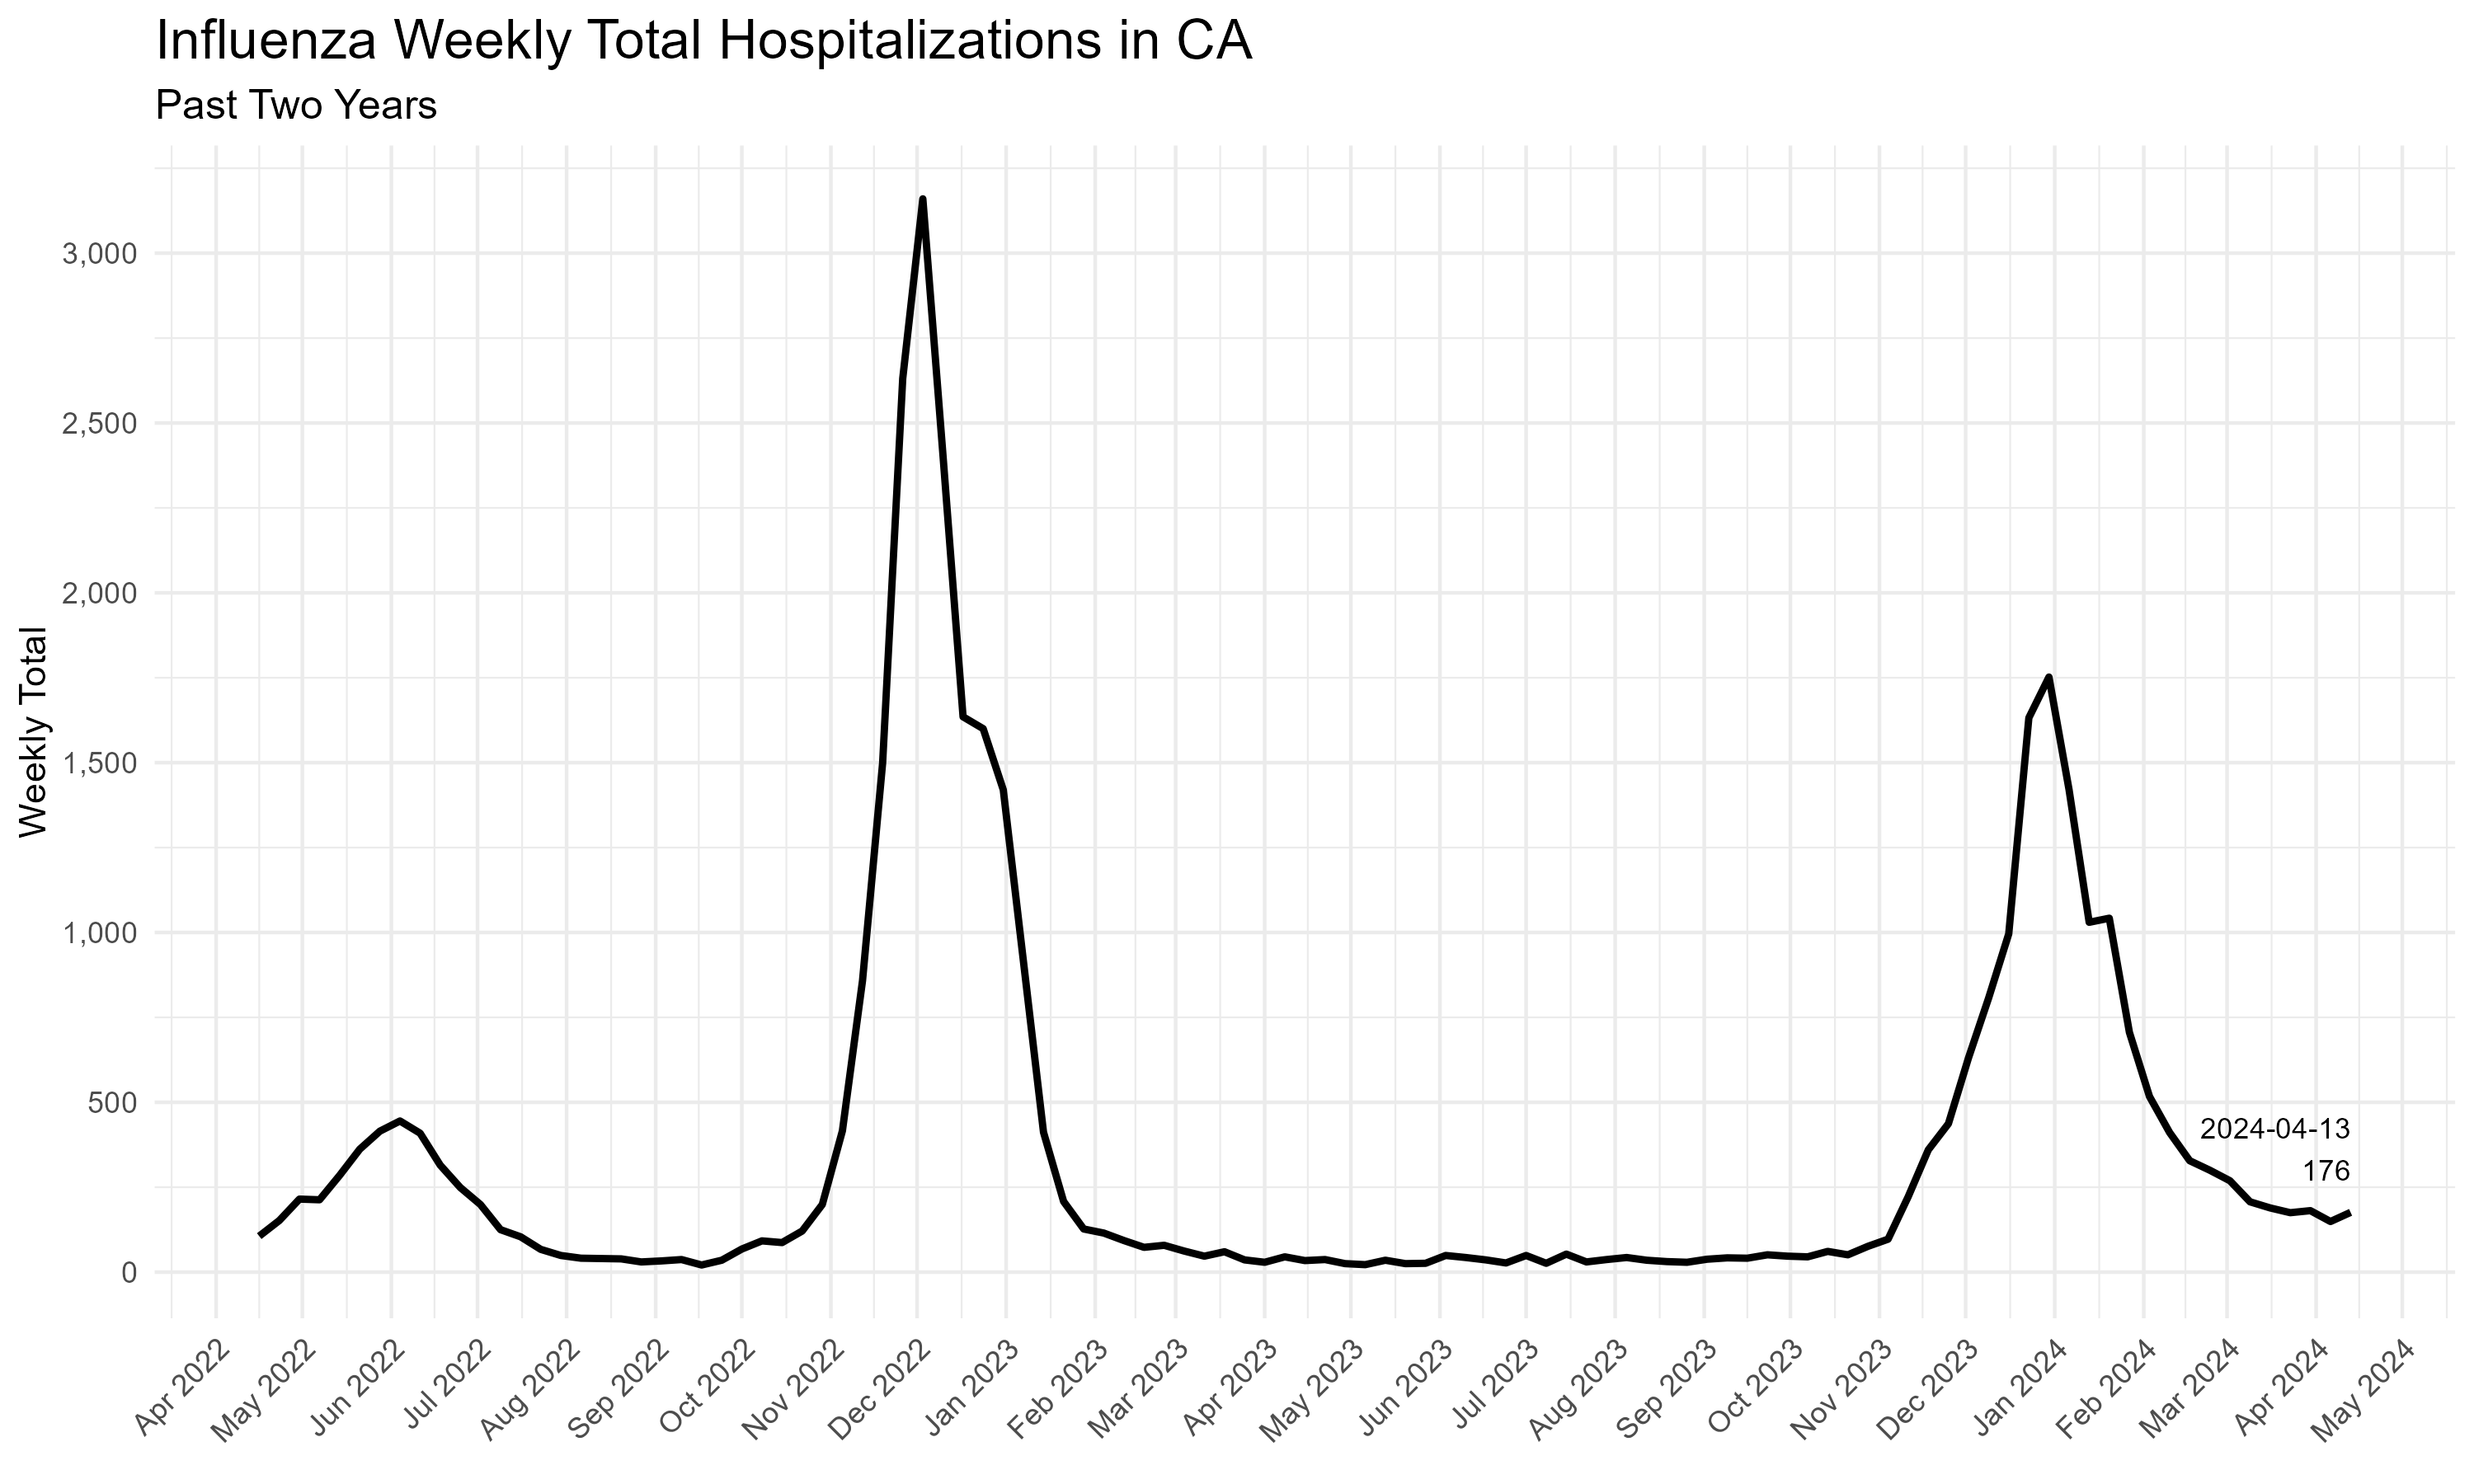 Influenza Weekly Total Hospitalizations in CA
Past Two Years
Weekly Total
3,000
2,500
2,000
1,500
1,000
500
0
2024-04-13
176
Apr 2022
May 2022
Jun 2022
Jul 2022
Aug 2022
Sep 2022
Oct 2022
Nov 2022
Dec 2022
Jan 2023
Feb 2023
Mar 2023
Apr 2023
May 2023
Jun 2023
Jul 2023
Aug 2023
Sep 2023
Oct 2023
Nov 2023
Dec 2023
Jan 2024
Feb 2024
Mar 2024
Apr 2024
May 2024